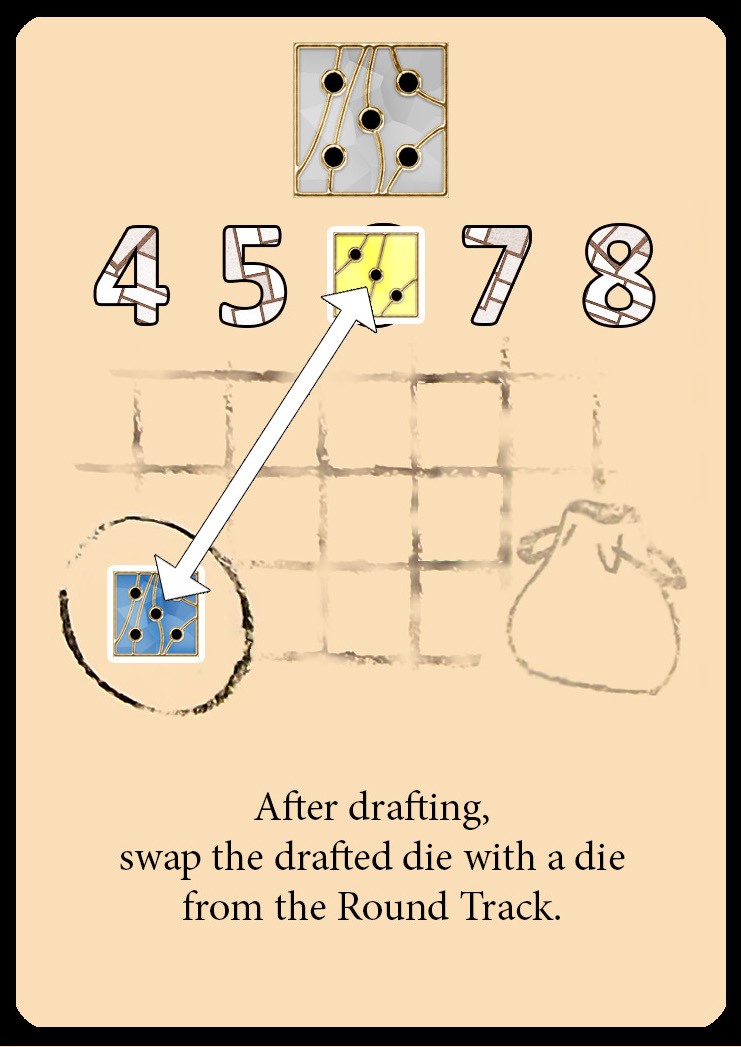 4 5 7 8
After drafting,
swap the drafted die with a die
from the Round Track.